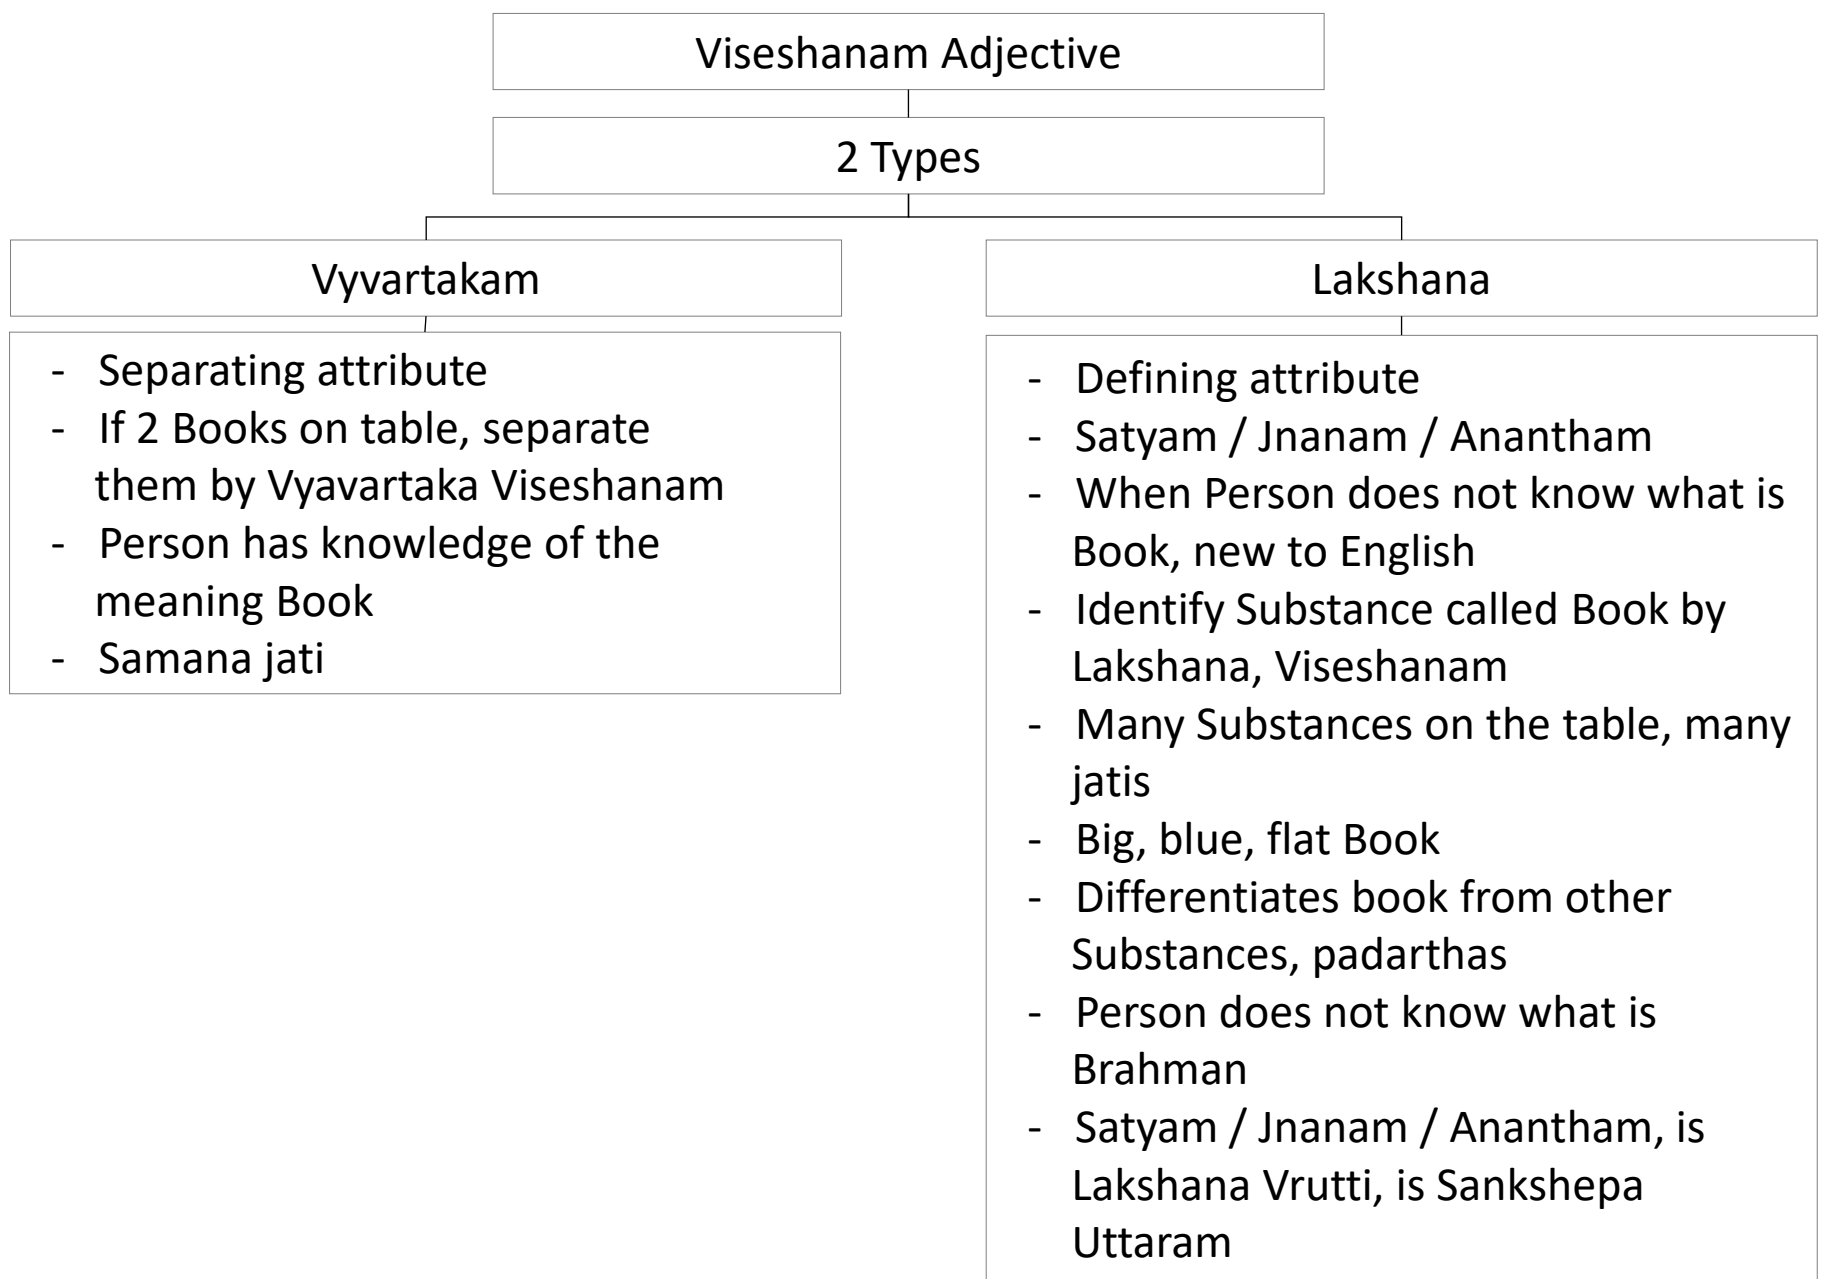 Viseshanam Adjective
2 Types
Vyvartakam
- Separating attribute
- If 2 Books on table, separate
them by Vyavartaka Viseshanam
- Person has knowledge of the
meaning Book
- Samana jati
Lakshana
- Defining attribute
- Satyam / Jnanam / Anantham
- When Person does not know what is
Book, new to English
- Identify Substance called Book by
Lakshana, Viseshanam
- Many Substances on the table, many
jatis
- Big, blue, flat Book
- Differentiates book from other
Substances, padarthas
- Person does not know what is
Brahman
- Satyam / Jnanam / Anantham, is
Lakshana Vrutti, is Sankshepa
Uttaram